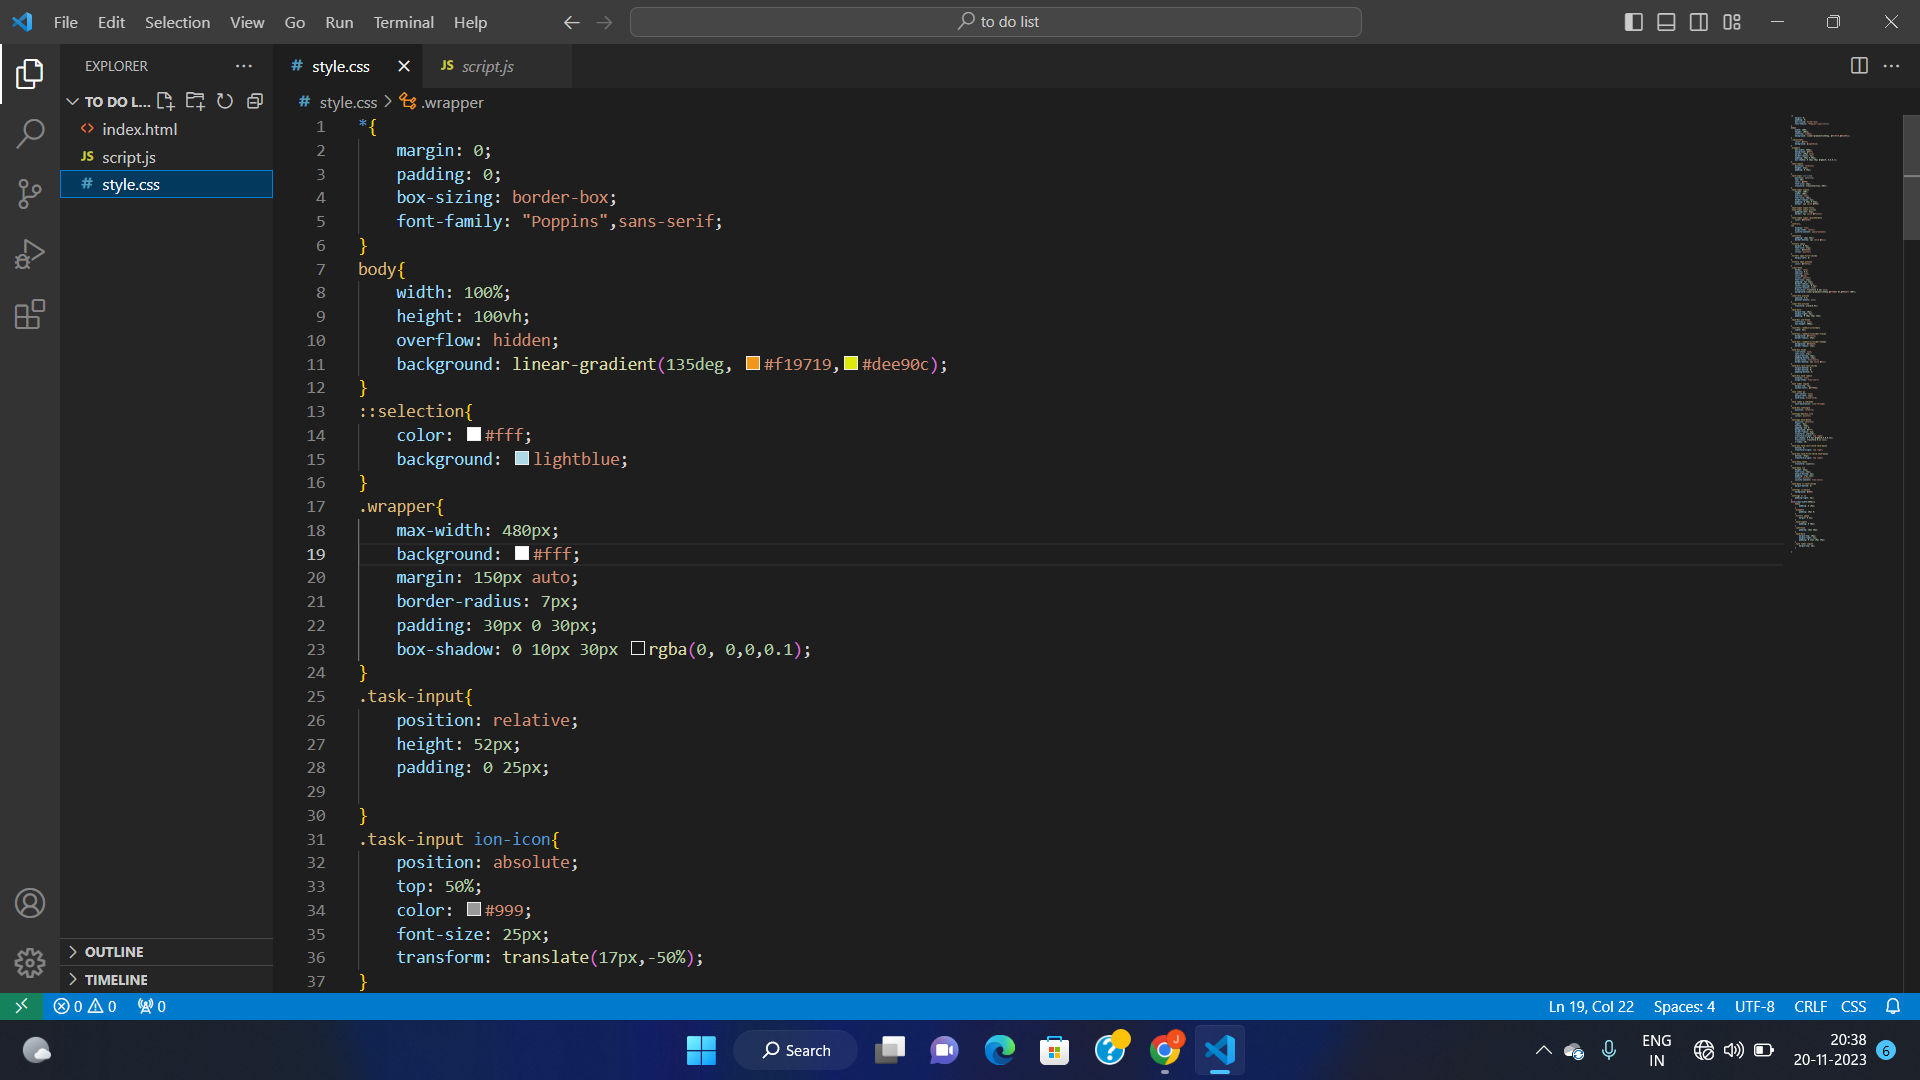 File Edit Selection View Go Run Terminal Help
to do list
EXPLORER
TO DO L...
index.html
JS script.js
# style.css
OUTLINE
TIMELINE
# style.css
JS script.js
# style.css > .wrapper
1 *{
2 margin: 0;
3 padding: 0;
4 box-sizing: border-box;
5 font-family: "Poppins",sans-serif;
6 }
7 body{
8 width: 100%;
9 height: 100vh;
10 overflow: hidden;
11 background: linear-gradient(135deg, #f19719,#dee90c);
12 }
13 ::selection{
14 color: #fff;
15 background: lightblue;
16 }
17 .wrapper{
18 max-width: 480px;
19 background: #fff;
20 margin: 150px auto;
21 border-radius: 7px;
22 padding: 30px 0 30px;
23 box-shadow: 0 10px 30px rgba(0, 0,0,0.1);
24 }
25 .task-input{
26 position: relative;
27 height: 52px;
28 padding: 0 25px;
29
30 }
31 .task-input ion-icon{
32 position: absolute;
33 top: 50%;
34 color: #999;
35 font-size: 25px;
36 transform: translate(17px,-50%);
37 }
0 0 0
Ln 19, Col 22 Spaces: 4 UTF-8 CRLF CSS
Search
J
ENG
IN
20:38
20-11-2023
6